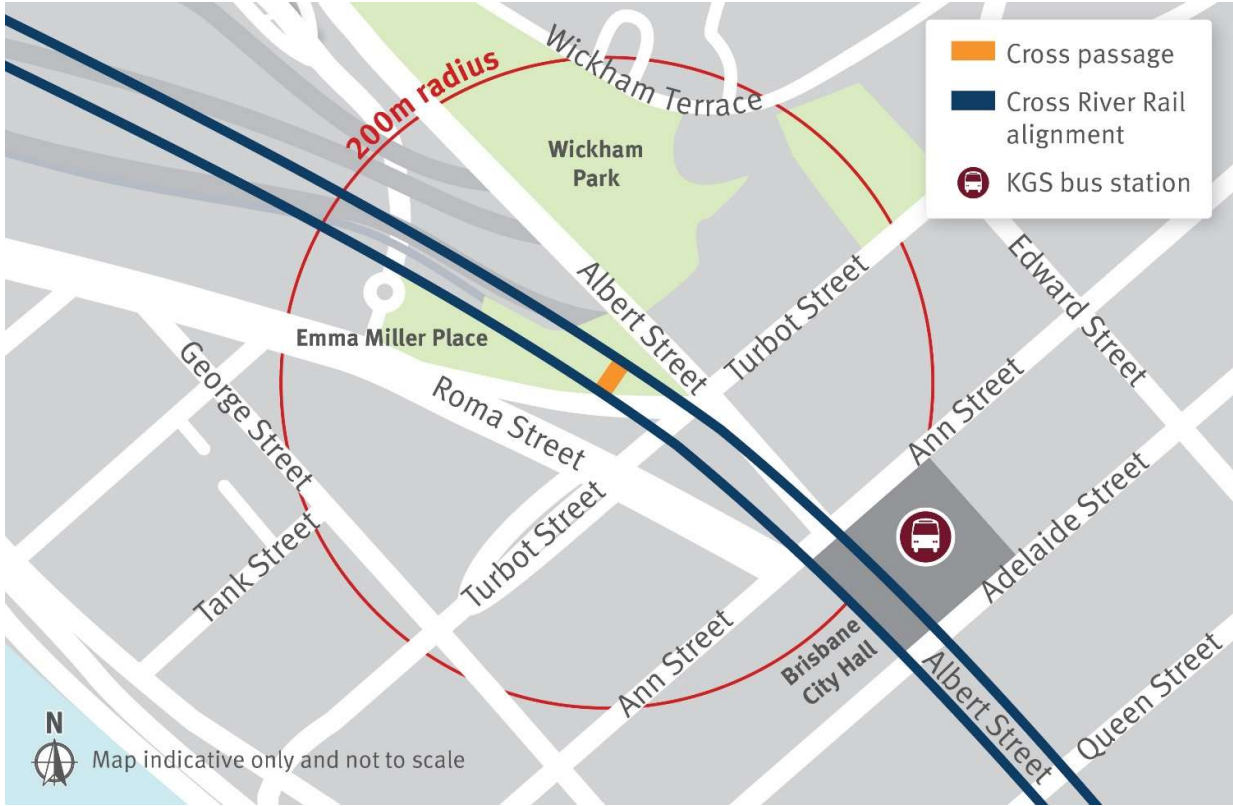 Wickham Terrace
200m radius
Wickham
Park
Cross passage
Cross River Rail
alignment
KGS bus station
Albert Street
Turbot Street
Edward Street
Emma Miller Place
George Street
Roma Street
Ann Street
Adelaide Street
Tank Street
Turbot Street
Ann Street
Brisbane
City Hall
Albert Street
Queen Street
N
Map indicative only and not to scale